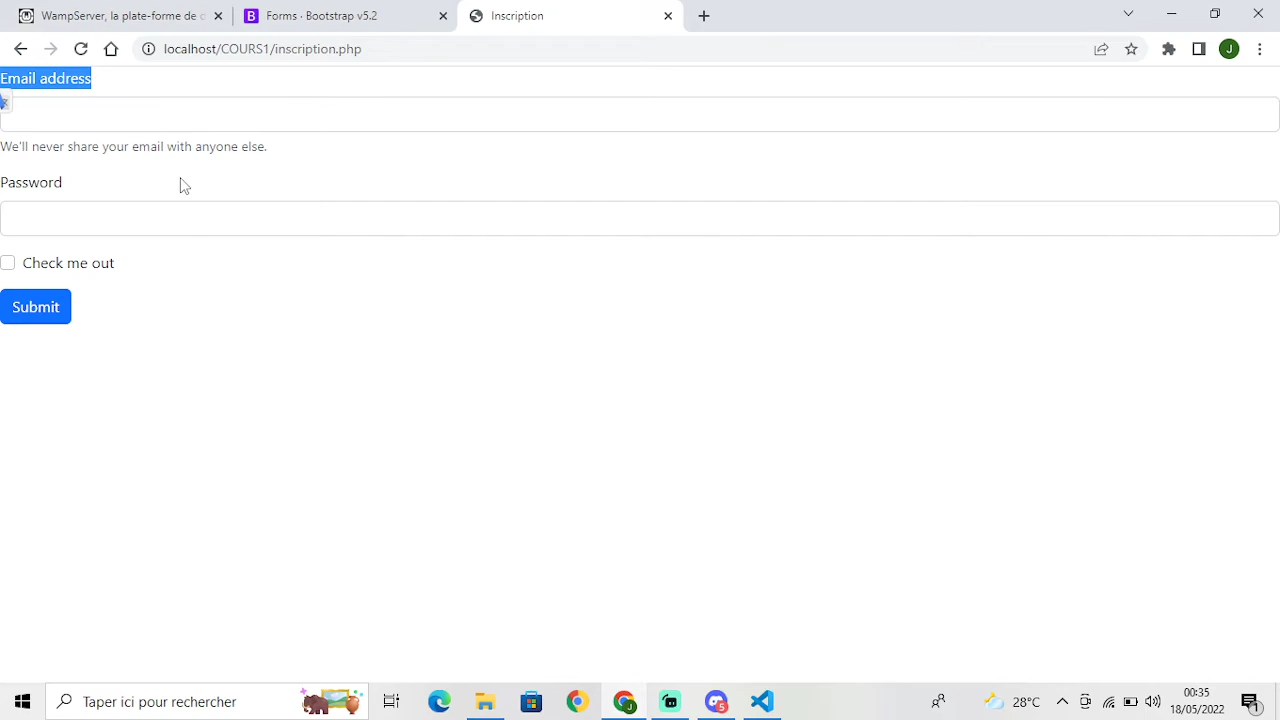 WampServer, la plate-forme de c
Forms · Bootstrap v5.2
Inscription
localhost/COURS1/inscription.php
J
Email address
We'll never share your email with anyone else.
Password
Check me out
Submit
Taper ici pour rechercher
J
5
28°C
00:35
18/05/2022
1